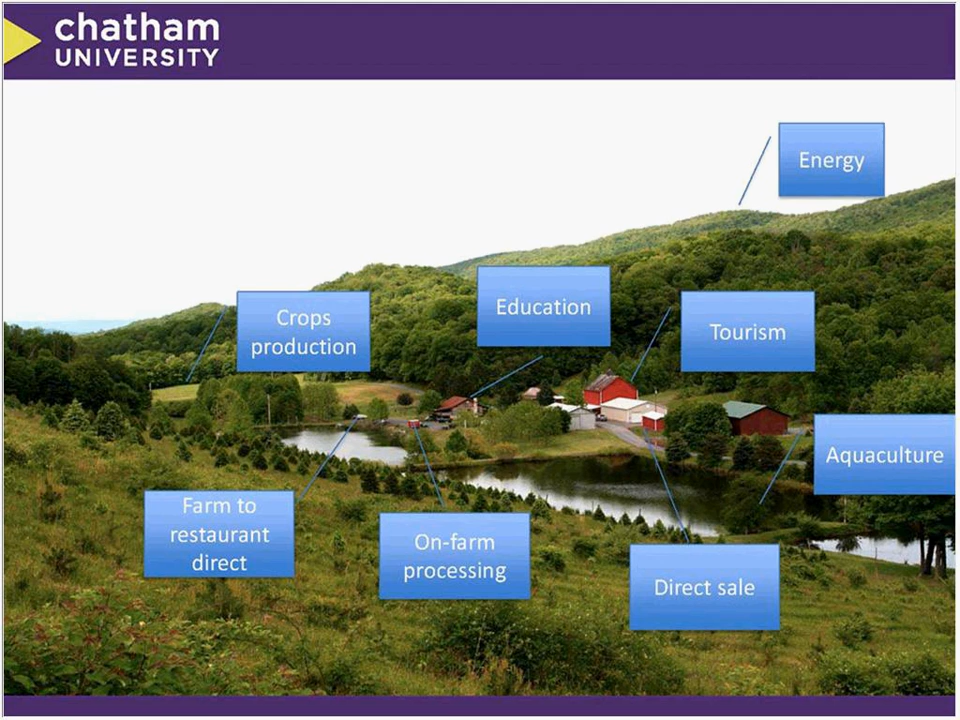 chatham
UNIVERSITY
Energy
Education
Crops
production
Tourism
Aquaculture
Farm to
restaurant
direct
On-farm
processing
Direct sale